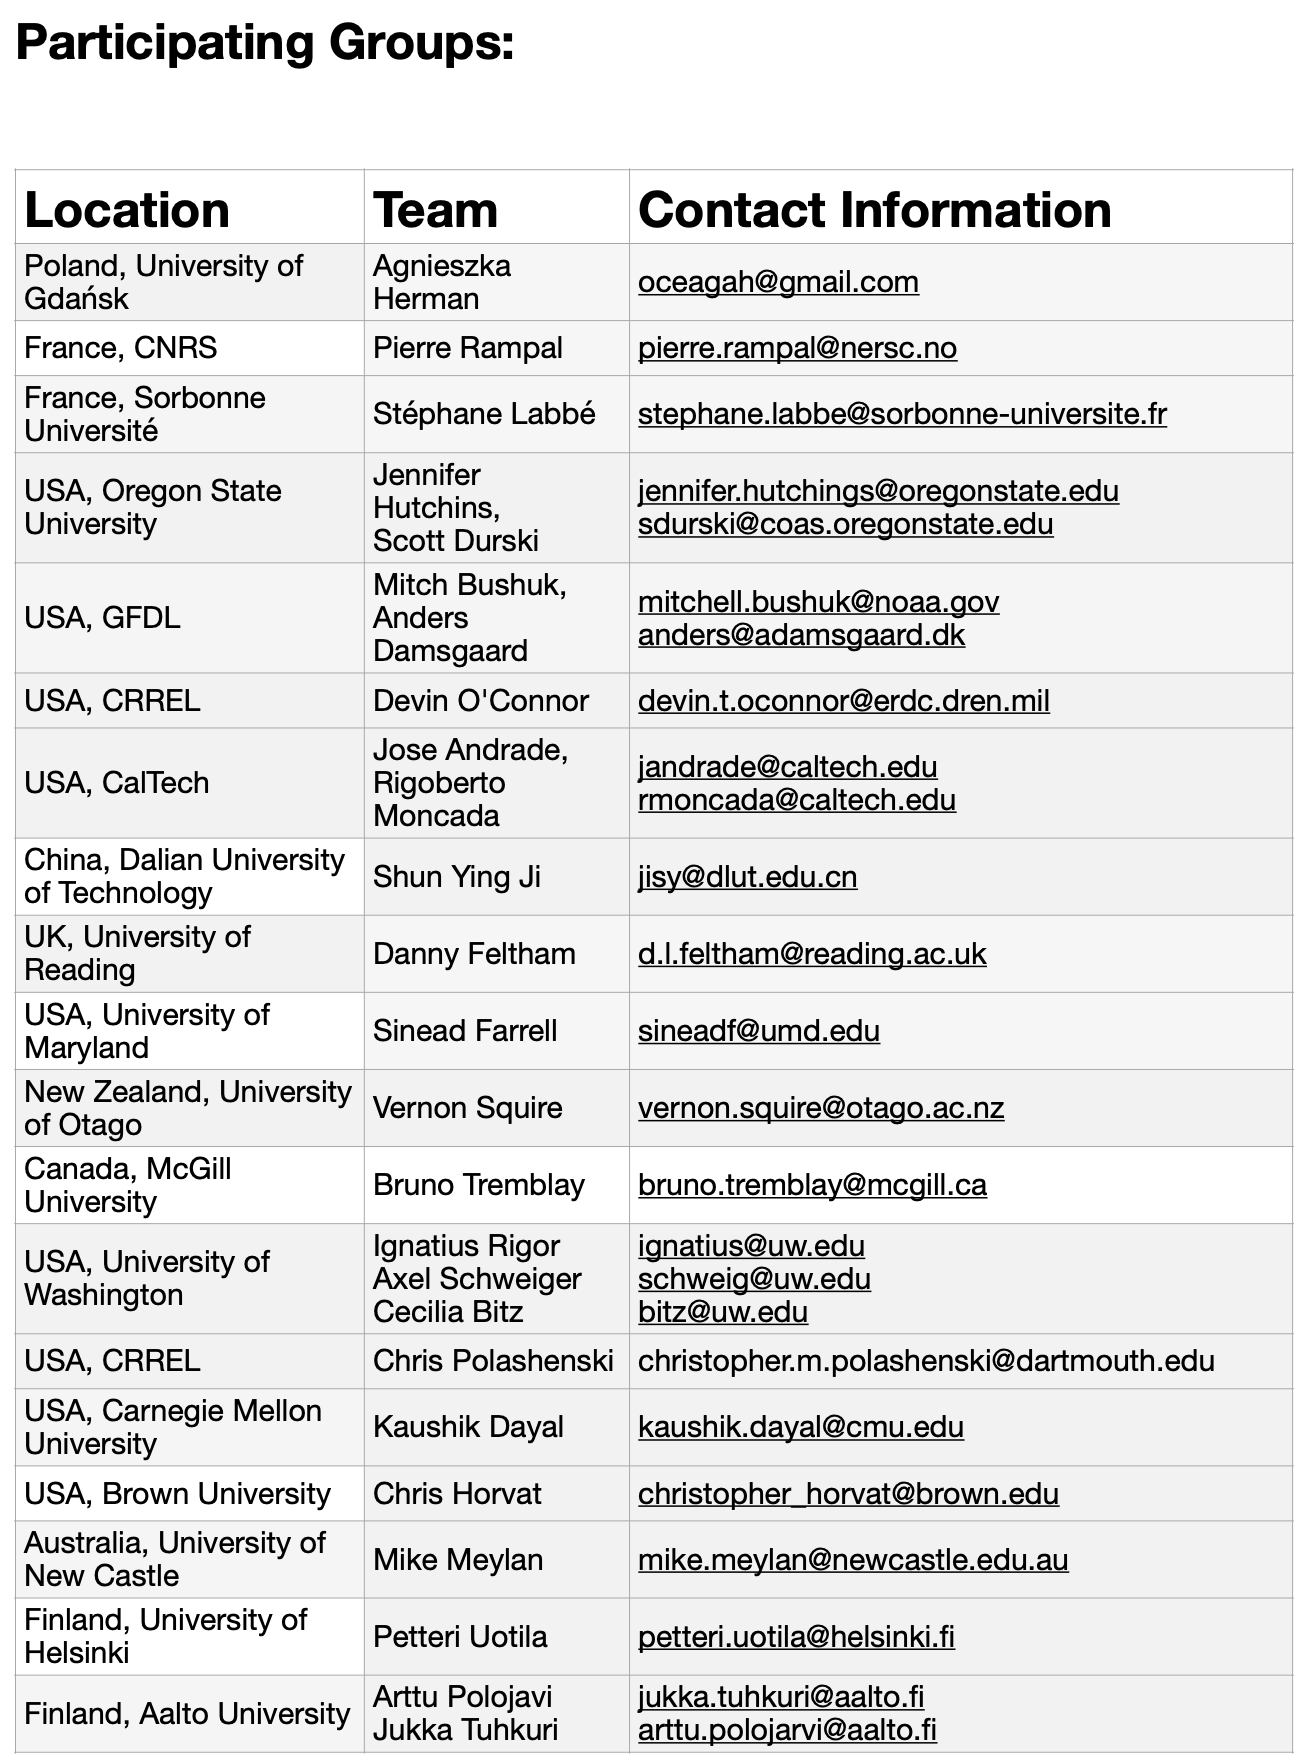 Participating Groups:
Location Team Contact Information
Poland, University of
Gdańsk
Agnieszka
Herman
oceagah@gmail.com
France, CNRS
Pierre Rampal
pierre.rampal@nersc.no
France, Sorbonne
Université
Stéphane Labbé
stephane.labbe@sorbonne-universite.fr
USA, Oregon State
University
Jennifer
Hutchins,
Scott Durski
jennifer.hutchings@oregonstate.edu
sdurski@coas.oregonstate.edu
USA, GFDL
Mitch Bushuk,
Anders
Damsgaard
mitchell.bushuk@noaa.gov
anders@adamsgaard.dk
USA, CRREL
Devin O'Connor
devin.t.oconnor@erdc.dren.mil
USA, CalTech
Jose Andrade,
Rigoberto
Moncada
jandrade@caltech.edu
rmoncada@caltech.edu
China, Dalian University
of Technology
Shun Ying Ji
jisy@dlut.edu.cn
UK, University of
Reading
Danny Feltham
d.l.feltham@reading.ac.uk
USA, University of
Maryland
Sinead Farrell
sineadf@umd.edu
New Zealand, University
of Otago
Vernon Squire
vernon.squire@otago.ac.nz
Canada, McGill
University
Bruno Tremblay
bruno.tremblay@mcgill.ca
USA, University of
Washington
Ignatius Rigor
Axel Schweiger
Cecilia Bitz
ignatius@uw.edu
schweig@uw.edu
bitz@uw.edu
USA, CRREL
Chris Polashenski
christopher.m.polashenski@dartmouth.edu
USA, Carnegie Mellon
University
Kaushik Dayal
kaushik.dayal@cmu.edu
USA, Brown University
Chris Horvat
christopher_horvat@brown.edu
Australia, University of
New Castle
Mike Meylan
mike.meylan@newcastle.edu.au
Finland, University of
Helsinki
Petteri Uotila
petteri.uotila@helsinki.fi
Finland, Aalto University
Arttu Polojavi
Jukka Tuhkuri
jukka.tuhkuri@aalto.fi
arttu.polojarvi@aalto.fi